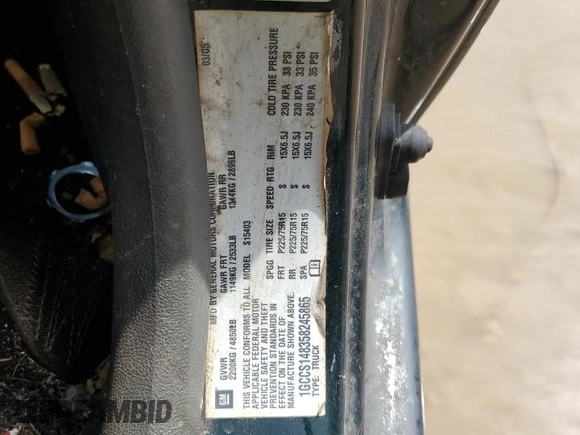 MFD BY GENERAL MOTORS CORPORATION 03/05
GVWR GAWR FRT GAWR RR
2200KG / 4850LB 1149KG / 2533LB 1314KG / 2896LB
THIS VEHICLE CONFORMS TO ALL
APPLICABLE FEDERAL MOTOR
VEHICLE SAFETY AND THEFT
PREVENTION STANDARDS IN
EFFECT ON THE DATE OF
MANUFACTURE SHOWN ABOVE.
1GCCS148358245865
TYPE: TRUCK
MODEL: S15403
SPGG TIRE SIZE SPEED RTG RIM COLD TIRE PRESSURE
FRT P225/75R15 S 15X6.5J 230 KPA 33 PSI
RR P225/75R15 S 15X6.5J 230 KPA 33 PSI
SPA P225/75R15 S 15X6.5J 240 KPA 35 PSI
GM